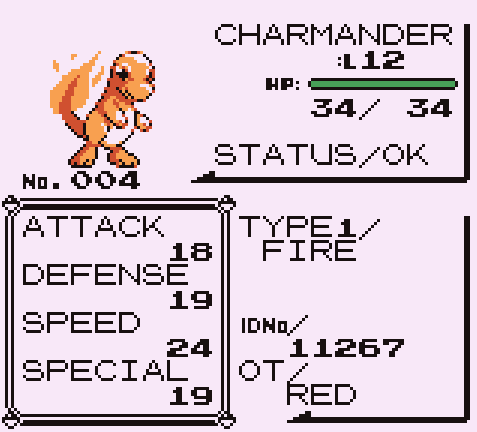 CHARMANDER
:L12
HP:
34/ 34
STATUS/OK
No. 004
ATTACK
18
DEFENSE
19
SPEED
24
SPECIAL
19
TYPE1/
FIRE
IDNo/
11267
OT/
RED